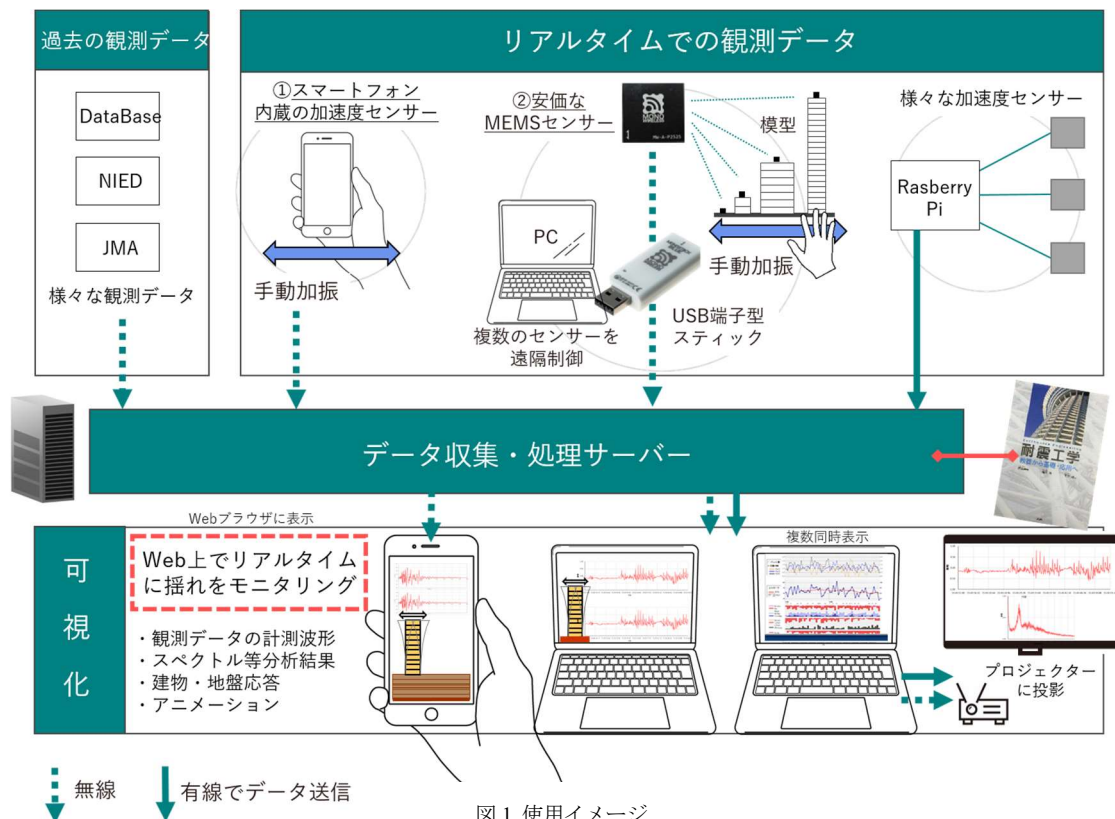 過去の観測データ
DataBase
NIED
JMA
様々な観測データ
リアルタイムでの観測データ
①スマートフォン
内蔵の加速度センサー
手動加振
②安価な
MEMSセンサー
MONO
WIRELESS
模型
手動加振
PC
複数のセンサーを
遠隔制御
USB端子型
スティック
様々な加速度センサー
Rasberry
Pi
データ収集・処理サーバー
耐震工学
可視化
Webブラウザに表示
Web上でリアルタイム
に揺れをモニタリング
・観測データの計測波形
・スペクトル等分析結果
・建物・地盤応答
・アニメーション
複数同時表示
プロジェクター
に投影
無線
有線でデータ送信
図1 使用イメージ